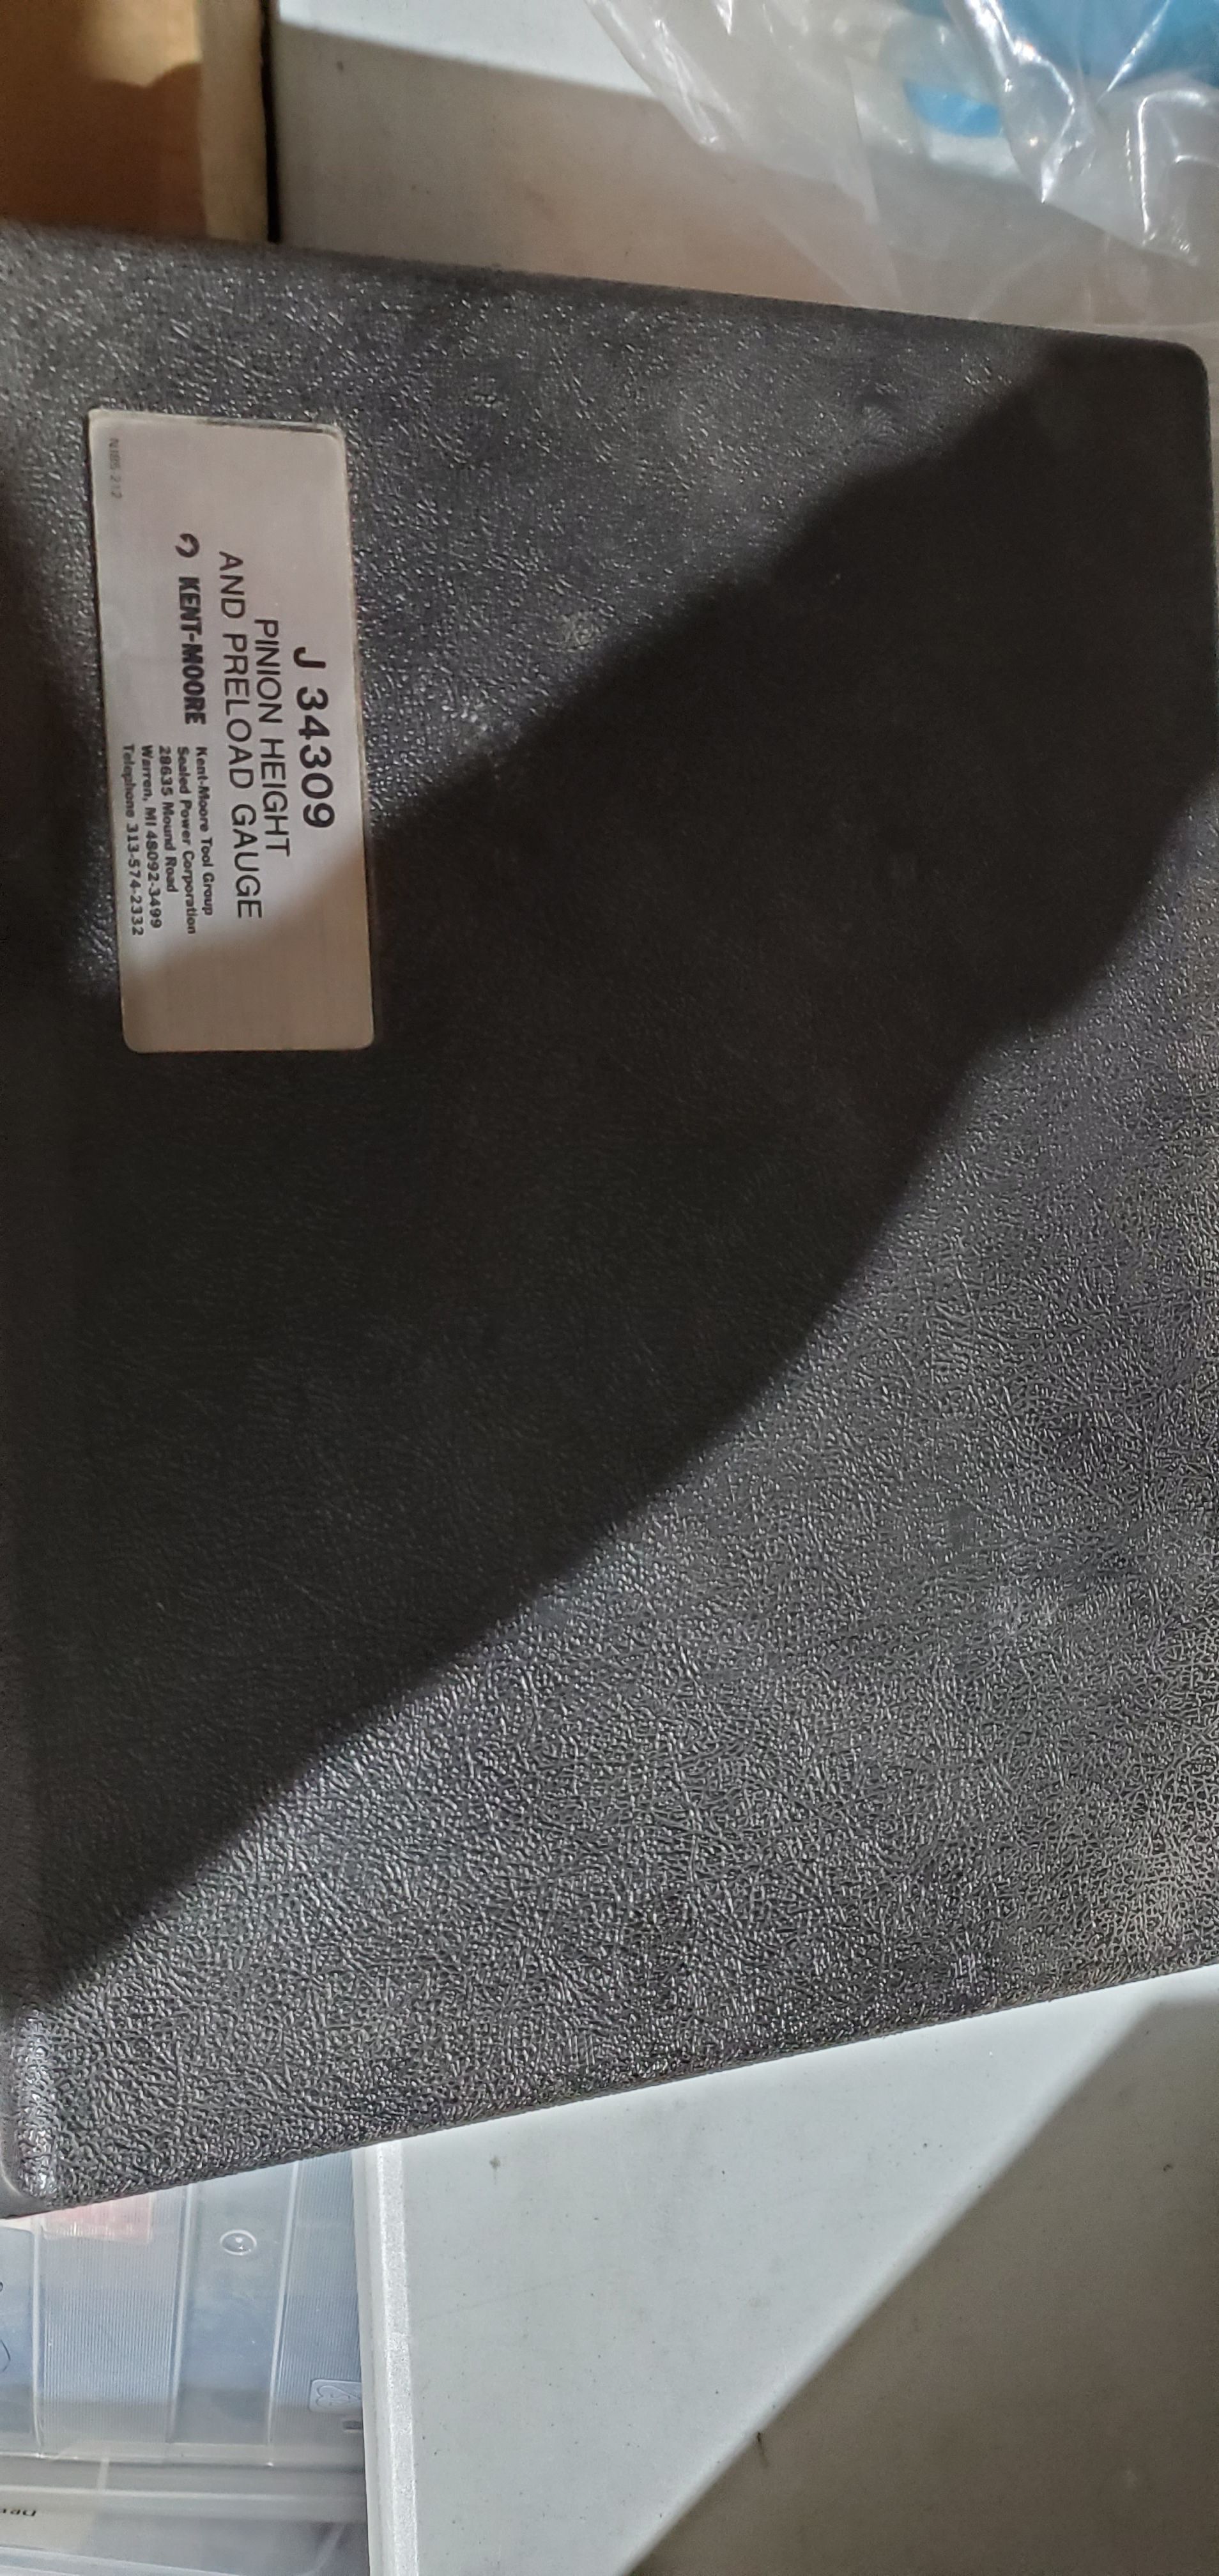 J 34309
PINION HEIGHT
AND PRELOAD GAUGE
KENT-MOORE
Kent-Moore Tool Group
Sealed Power Corporation
28635 Mound Road
Warren, MI 48092-3499
Telephone 313-574-2332